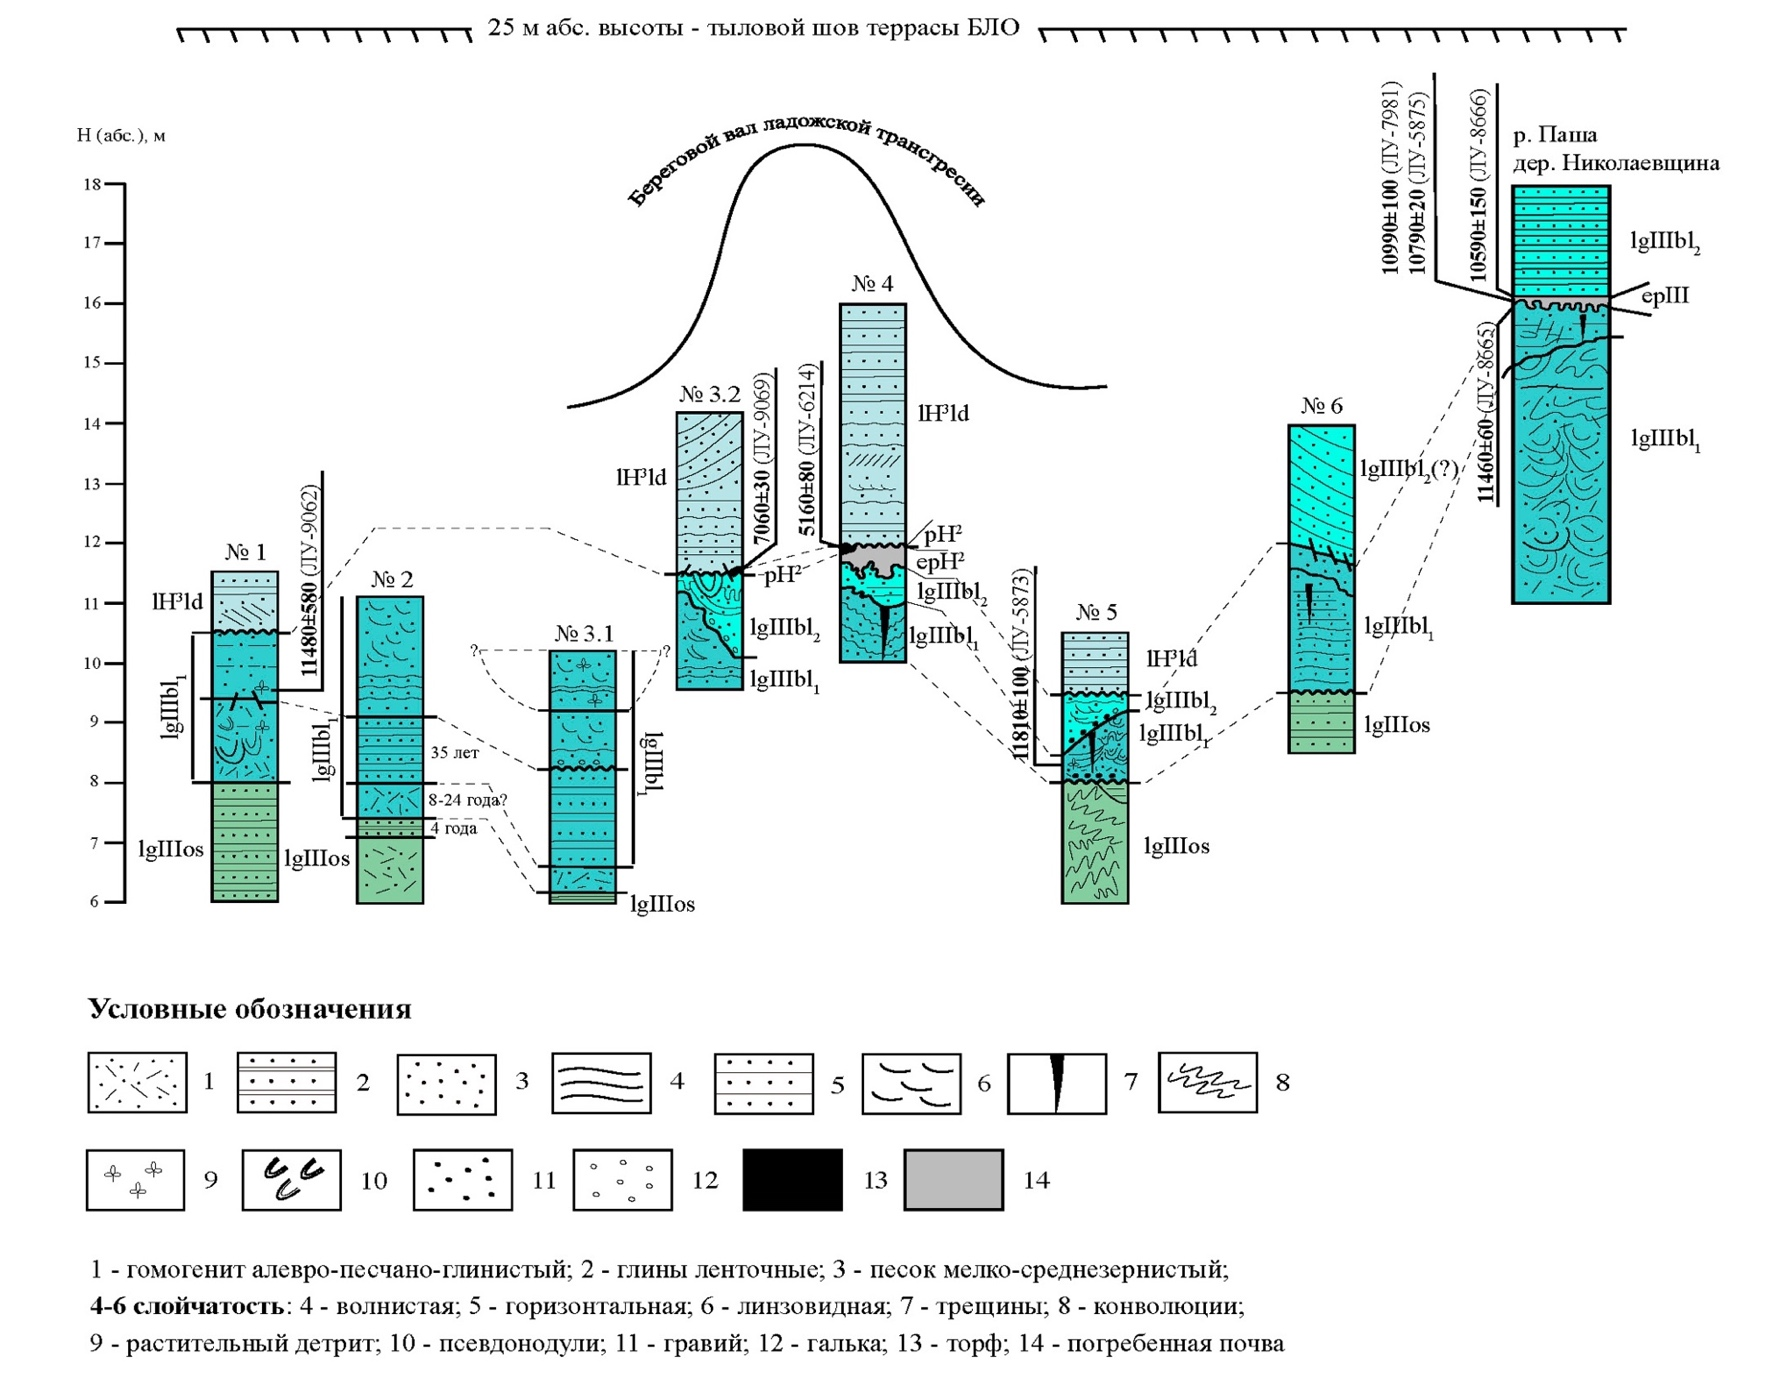 25 м абс. высоты - тыловой шов террасы БЛО
Н (абс.), м
18
17
16
15
14
13
12
11
10
9
8
7
6
Береговой вал ладожской трансгресии
№ 1
lH³ld
11480±580 (ЛУ-9062)
lgIIIbl₁
lgIIIos
№ 2
lgIIIbl₁
35 лет
8-24 года?
4 года
lgIIIos
№ 3.1
?
?
lgIIIbl₁
lgIIIos
№ 3.2
lH³ld
7060±30 (ЛУ-9069)
pH²
lgIIIbl₂
lgIIIbl₁
№ 4
5160±80 (ЛУ-6214)
lH³ld
pH²
epH²
lgIIIbl₂
lgIIIbl₁
№ 5
11810±100 (ЛУ-5873)
lH³ld
lgIIIbl₂
lgIIIbl₁
lgIIIos
№ 6
lgIIIbl₂(?)
lgIIIbl₁
lgIIIos
р. Паша
дер. Николаевщина
10990±100 (ЛУ-7981)
10790±20 (ЛУ-5875)
10590±150 (ЛУ-8666)
11460±60 (ЛУ-8665)
lgIIIbl₂
epIII
lgIIIbl₁
Условные обозначения
1 2 3 4 5 6 7 8
9 10 11 12 13 14
1 - гомогенит алевро-песчано-глинистый; 2 - глины ленточные; 3 - песок мелко-среднезернистый;
4-6 слойчатость: 4 - волнистая; 5 - горизонтальная; 6 - линзовидная; 7 - трещины; 8 - конволюции;
9 - растительный детрит; 10 - псевдонодули; 11 - гравий; 12 - галька; 13 - торф; 14 - погребенная почва